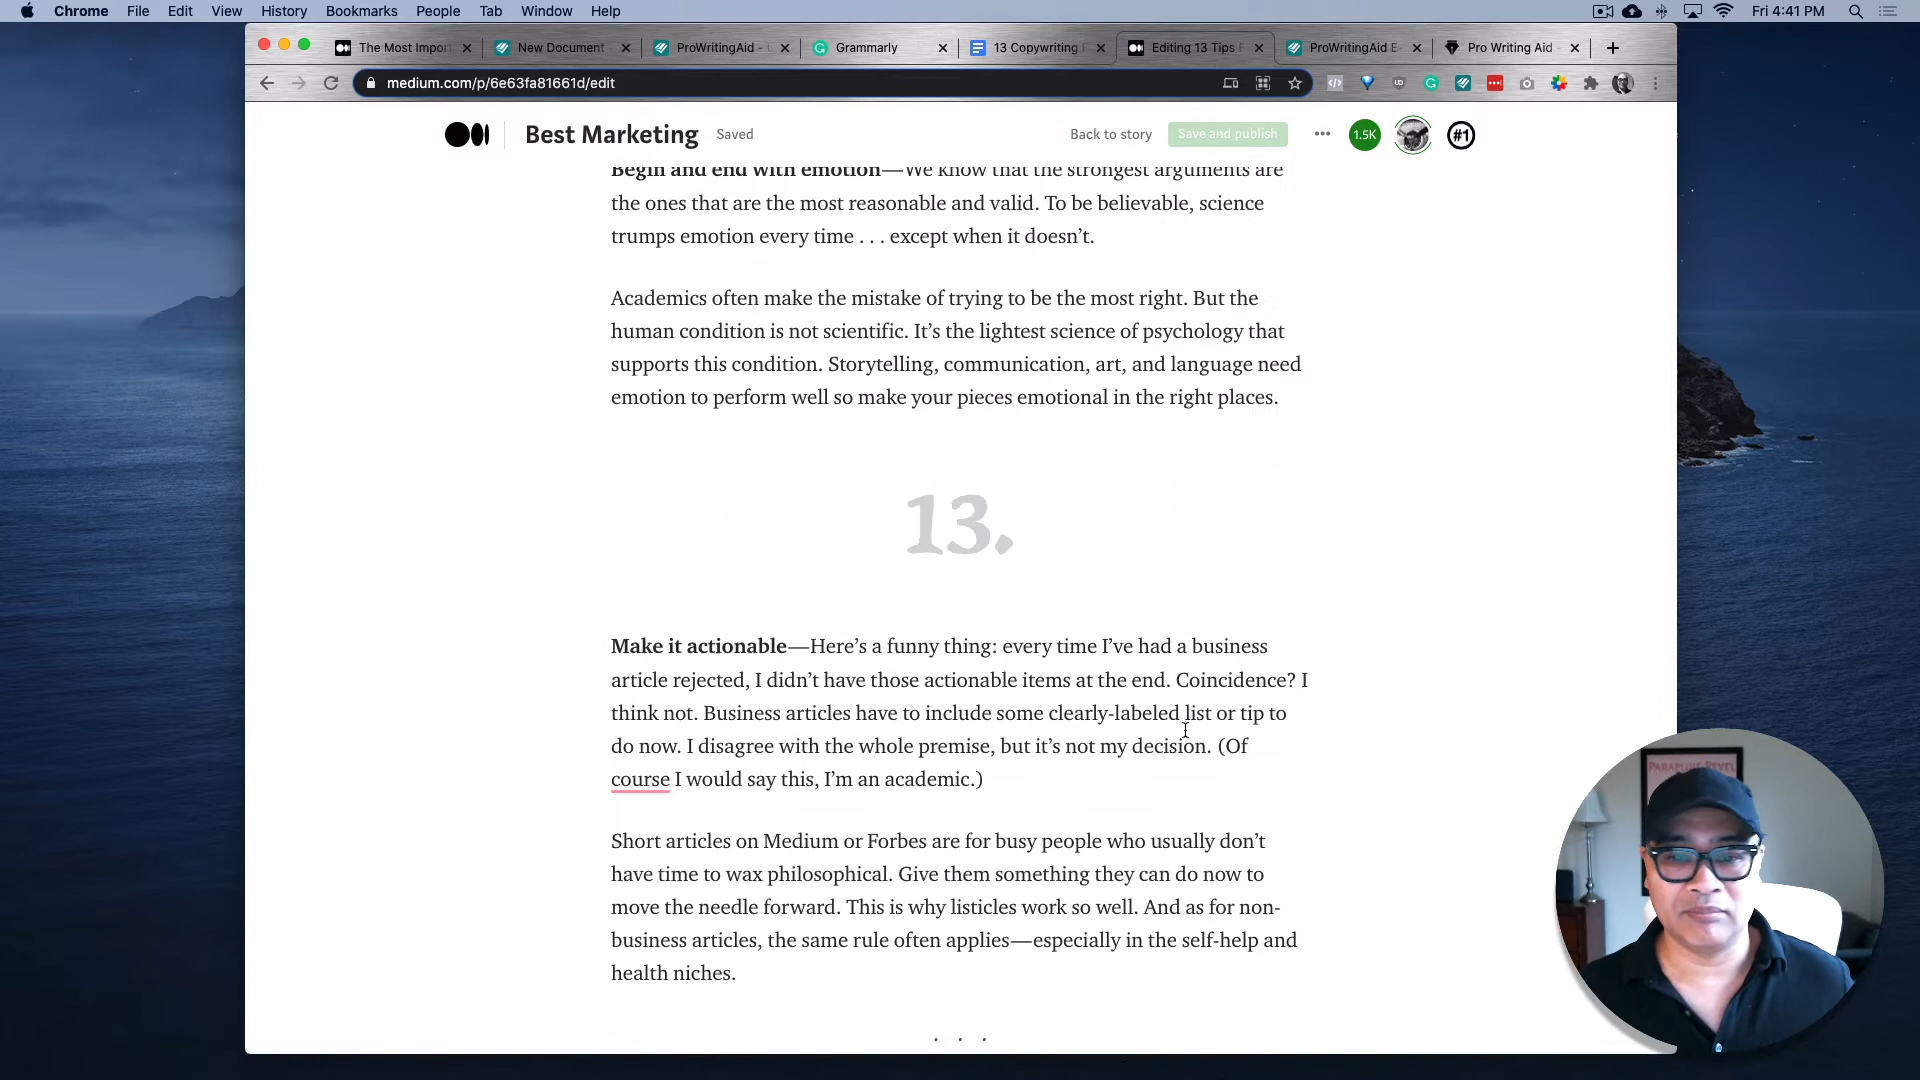 Chrome File Edit View History Bookmarks People Tab Window Help Fri 4:41 PM
The Most Impor New Document - ProWritingAid - Grammarly 13 Copywriting Editing 13 Tips F ProWritingAid E- Pro Writing Aid -
medium.com/p/6e63fa81661d/edit
Best Marketing Saved Back to story Save and publish 1.5K #1
Begin and end with emotion—We know that the strongest arguments are
the ones that are the most reasonable and valid. To be believable, science
trumps emotion every time . . . except when it doesn’t.
Academics often make the mistake of trying to be the most right. But the
human condition is not scientific. It’s the lightest science of psychology that
supports this condition. Storytelling, communication, art, and language need
emotion to perform well so make your pieces emotional in the right places.
13.
Make it actionable—Here’s a funny thing: every time I’ve had a business
article rejected, I didn’t have those actionable items at the end. Coincidence? I
think not. Business articles have to include some clearly-labeled list or tip to
do now. I disagree with the whole premise, but it’s not my decision. (Of
course I would say this, I’m an academic.)
Short articles on Medium or Forbes are for busy people who usually don’t
have time to wax philosophical. Give them something they can do now to
move the needle forward. This is why listicles work so well. And as for non-
business articles, the same rule often applies—especially in the self-help and
health niches.
. . .